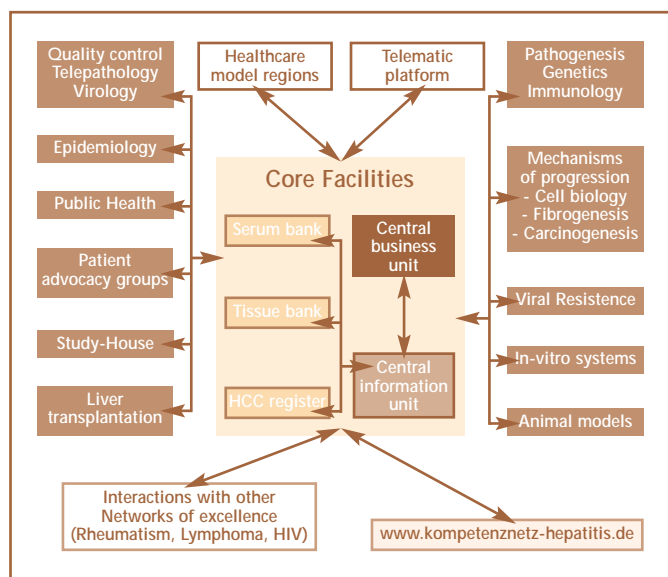 Quality control
Telepathology
Virology
Healthcare
model regions
Telematic
platform
Pathogenesis
Genetics
Immunology
Epidemiology
Public Health
Patient
advocacy groups
Study-House
Liver
transplantation
Core Facilities
Serum bank
Tissue bank
HCC register
Central
business
unit
Central
information
unit
Mechanisms
of progression
- Cell biology
- Fibrogenesis
- Carcinogenesis
Viral Resistence
In-vitro systems
Animal models
Interactions with other
Networks of excellence
(Rheumatism, Lymphoma, HIV)
www.kompetenznetz-hepatitis.de